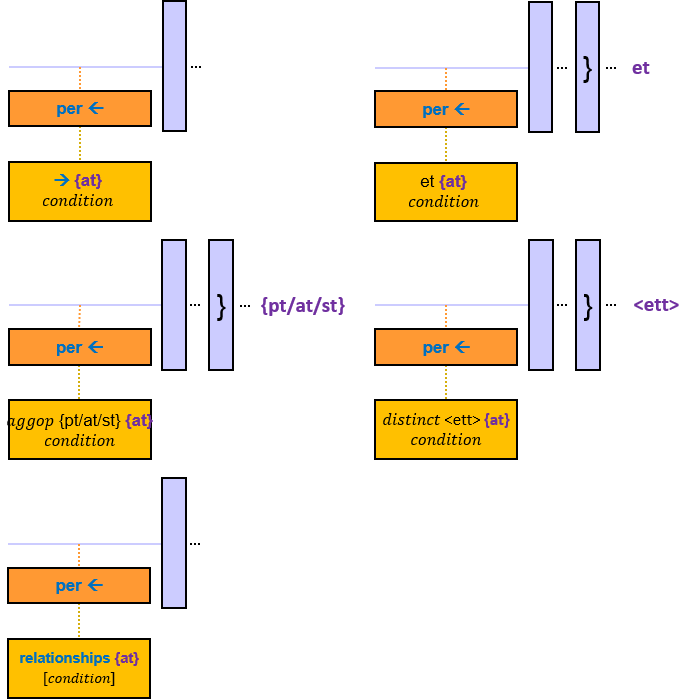 ...
per ←
→ {at}
condition
... } ... et
per ←
et {at}
condition
... } ... {pt/at/st}
per ←
aggop {pt/at/st} {at}
condition
... } ... <ett>
per ←
distinct <ett> {at}
condition
...
per ←
relationships {at}
[condition]